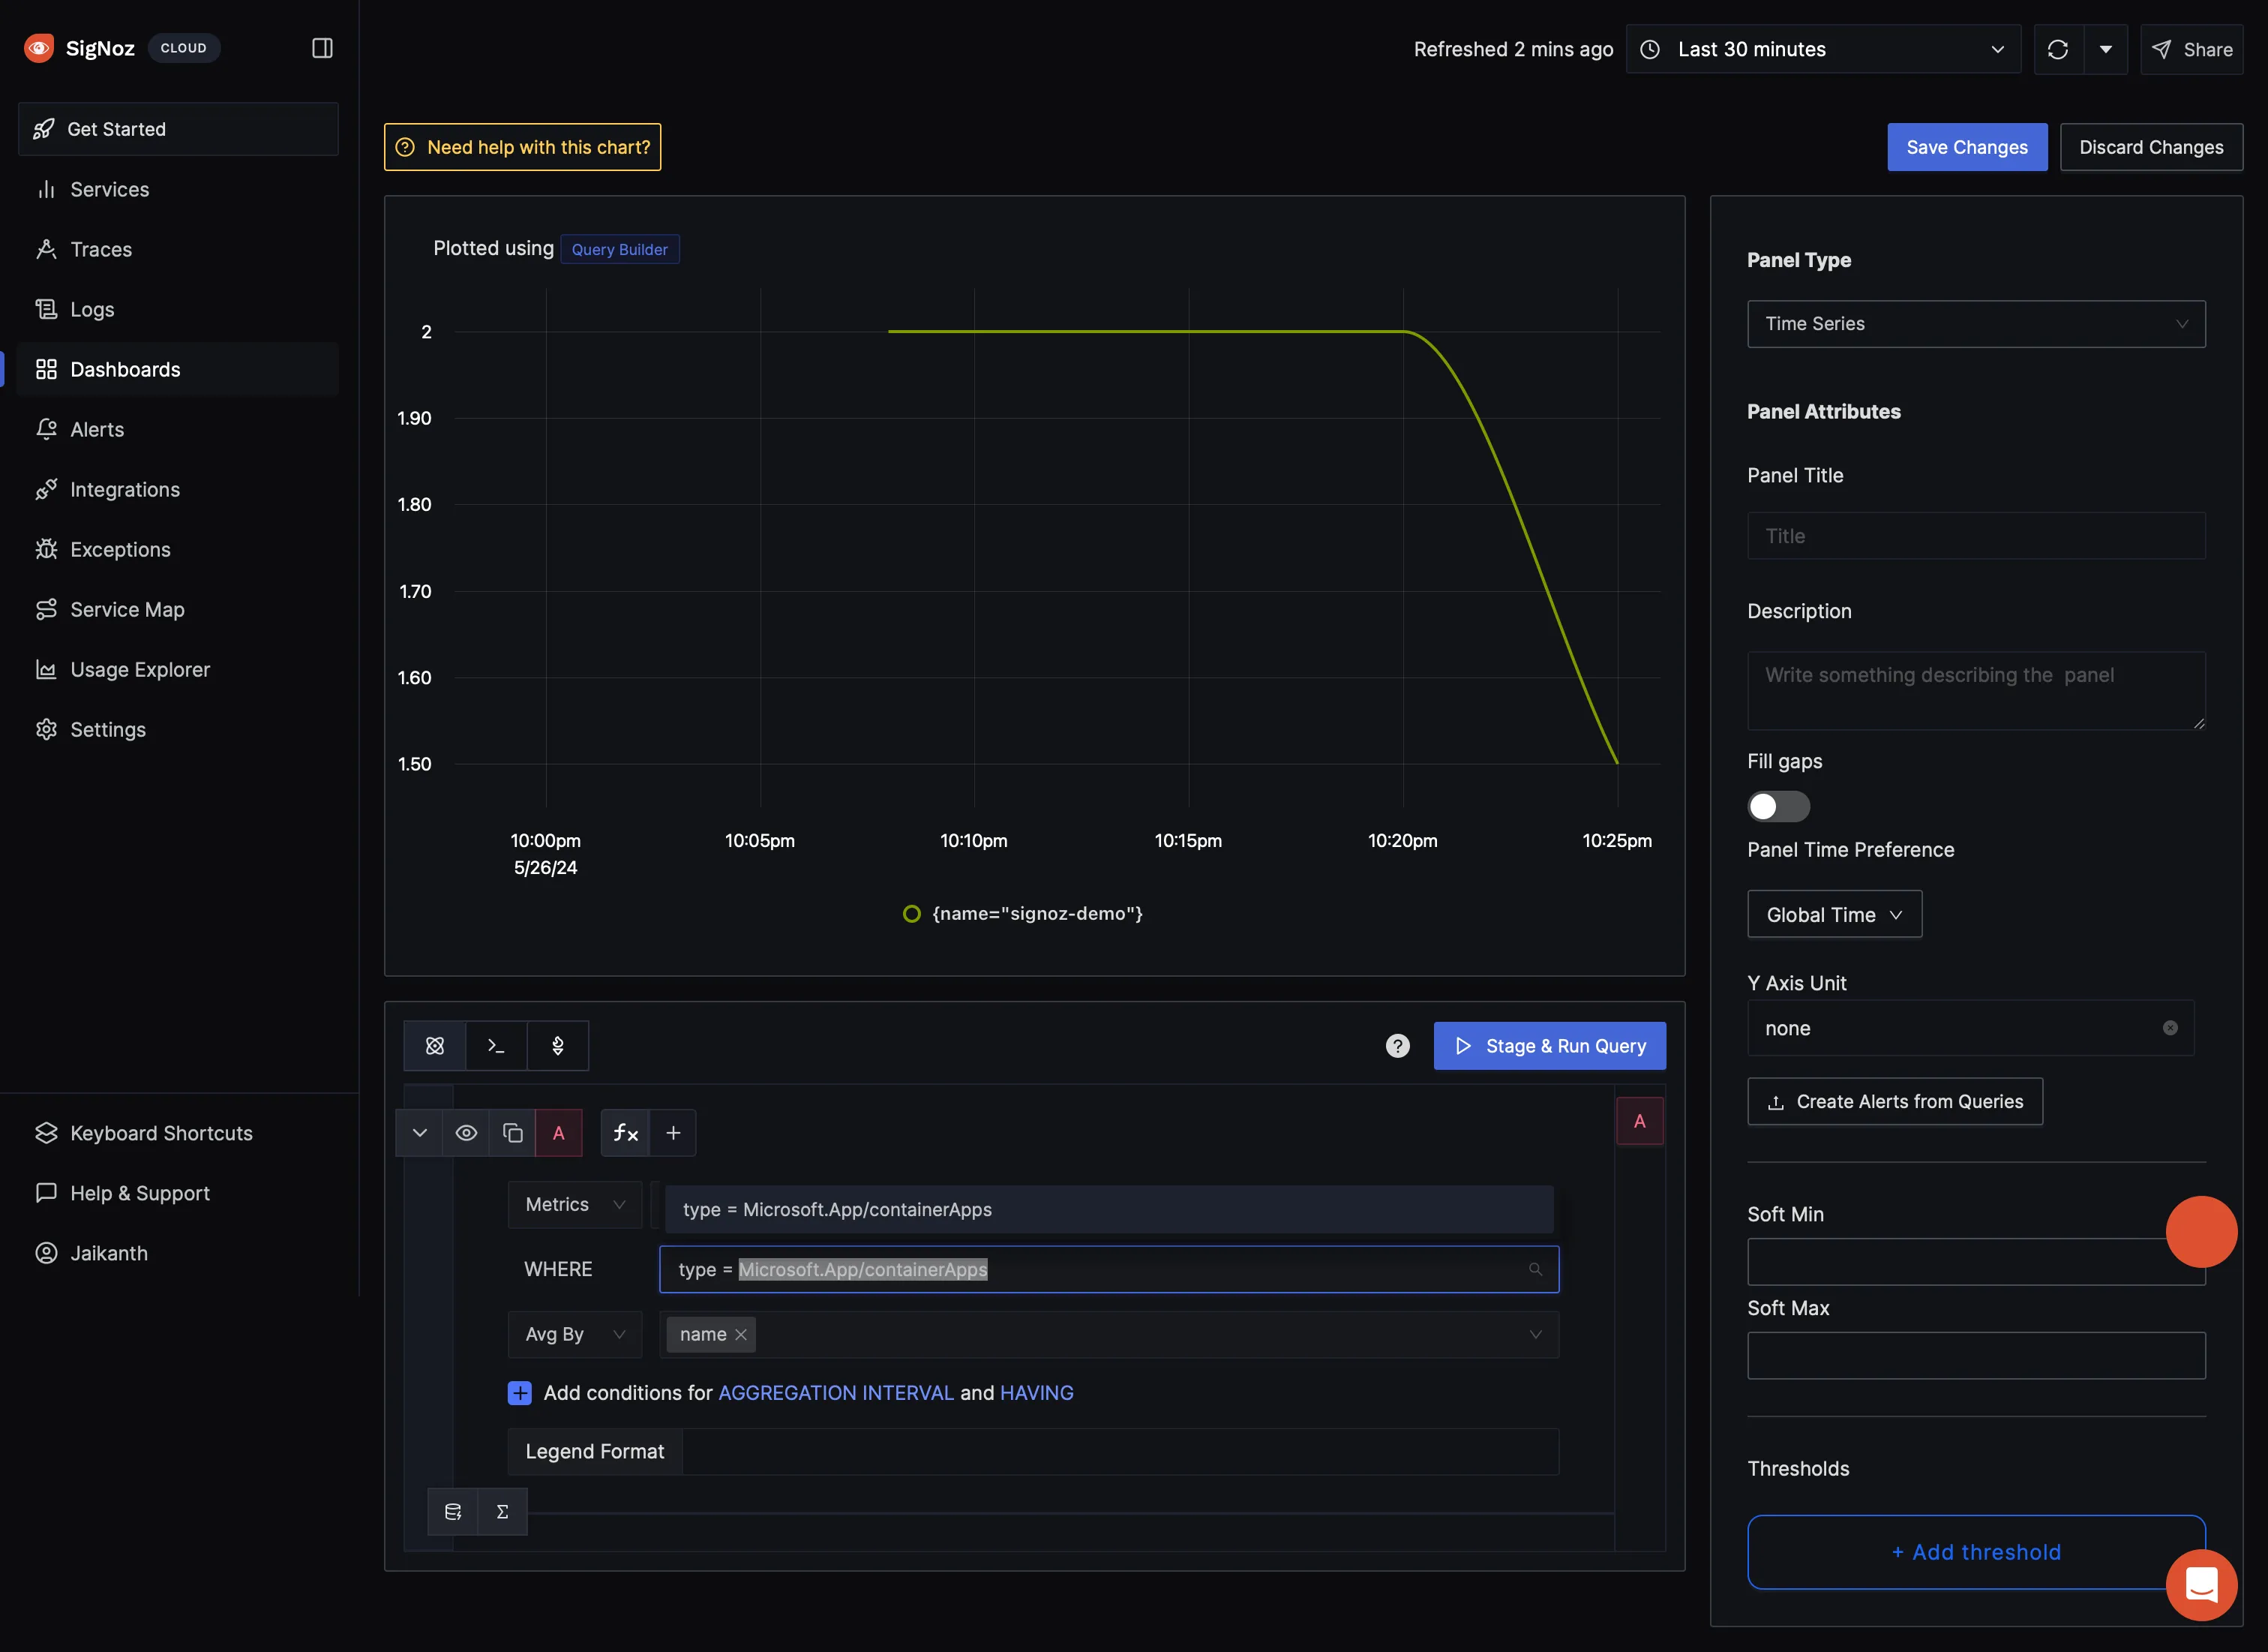 SigNoz CLOUD
Get Started
Services
Traces
Logs
Dashboards
Alerts
Integrations
Exceptions
Service Map
Usage Explorer
Settings
Keyboard Shortcuts
Help & Support
Jaikanth
Refreshed 2 mins ago
Last 30 minutes
Share
Need help with this chart?
Save Changes
Discard Changes
Plotted using Query Builder
2
1.90
1.80
1.70
1.60
1.50
10:00pm 10:05pm 10:10pm 10:15pm 10:20pm 10:25pm
5/26/24
{name="signoz-demo"}
>_
?
Stage & Run Query
A
fx
+
A
Metrics
type = Microsoft.App/containerApps
WHERE
type = Microsoft.App/containerApps
Avg By
name
Add conditions for AGGREGATION INTERVAL and HAVING
Legend Format
Σ
Panel Type
Time Series
Panel Attributes
Panel Title
Title
Description
Write something describing the  panel
Fill gaps
Panel Time Preference
Global Time
Y Axis Unit
none
Create Alerts from Queries
Soft Min
Soft Max
Thresholds
+ Add threshold